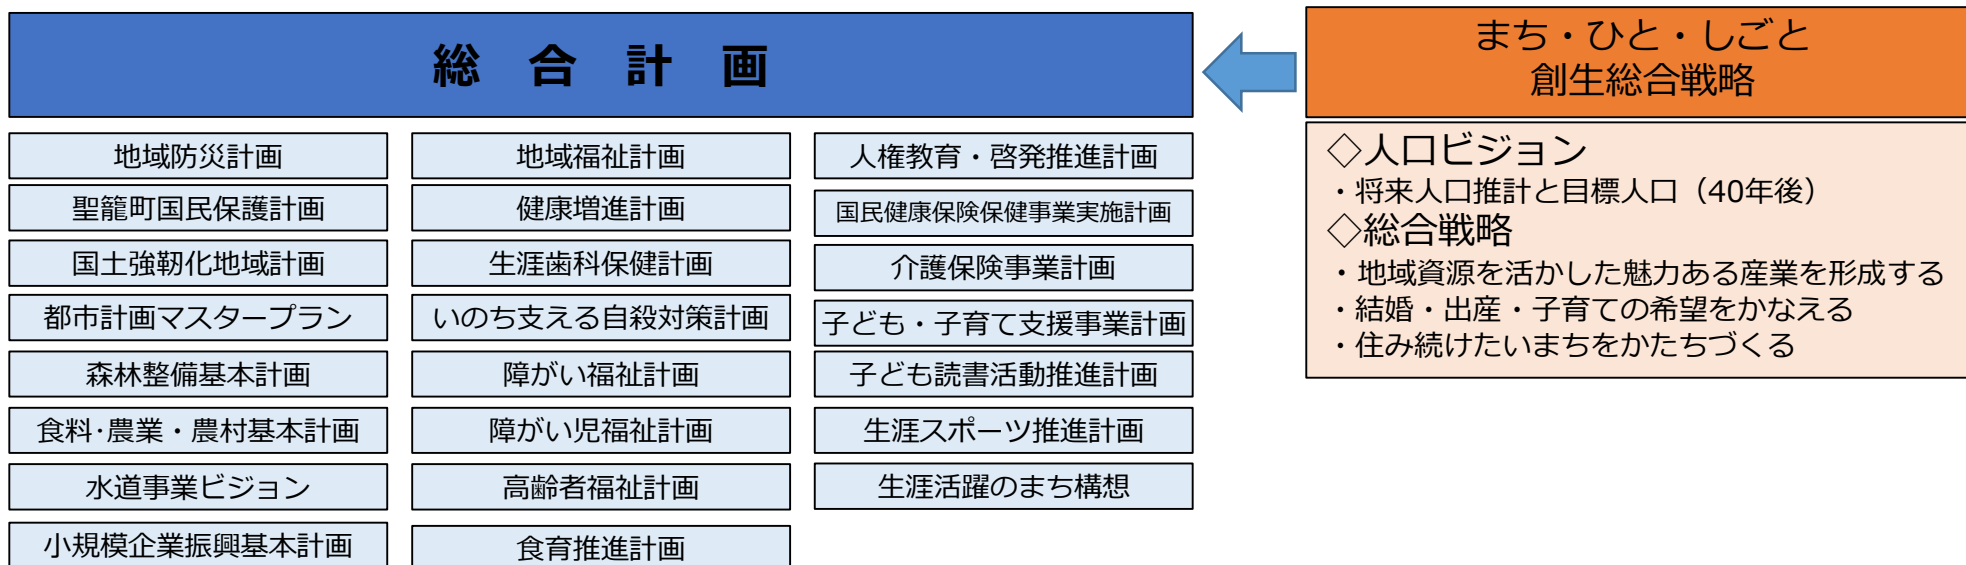 総 合 計 画
まち・ひと・しごと
創生総合戦略
地域防災計画
聖籠町国民保護計画
国土強靭化地域計画
都市計画マスタープラン
森林整備基本計画
食料･農業・農村基本計画
水道事業ビジョン
小規模企業振興基本計画
地域福祉計画
健康増進計画
生涯歯科保健計画
いのち支える自殺対策計画
障がい福祉計画
障がい児福祉計画
高齢者福祉計画
食育推進計画
人権教育・啓発推進計画
国民健康保険保健事業実施計画
介護保険事業計画
子ども・子育て支援事業計画
子ども読書活動推進計画
生涯スポーツ推進計画
生涯活躍のまち構想
◇人口ビジョン
・将来人口推計と目標人口（40年後）
◇総合戦略
・地域資源を活かした魅力ある産業を形成する
・結婚・出産・子育ての希望をかなえる
・住み続けたいまちをかたちづくる